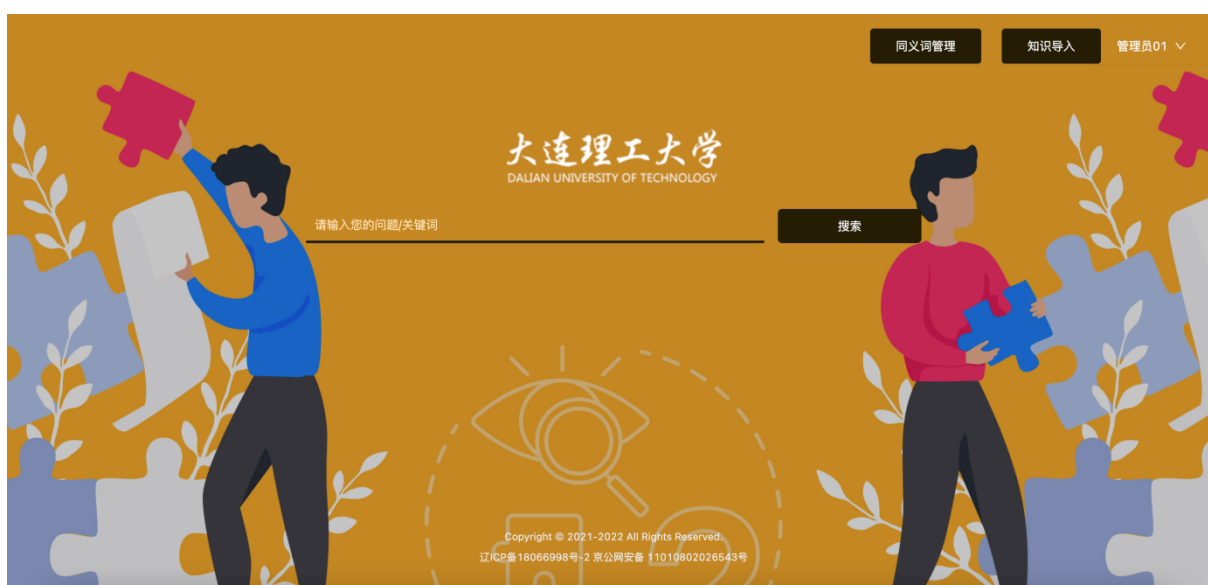 同义词管理
知识导入
管理员01
大连理工大学
DALIAN UNIVERSITY OF TECHNOLOGY
请输入您的问题/关键词
搜索
Copyright © 2021-2022 All Rights Reserved.
辽ICP备18066998号-2 京公网安备 11010802026543号